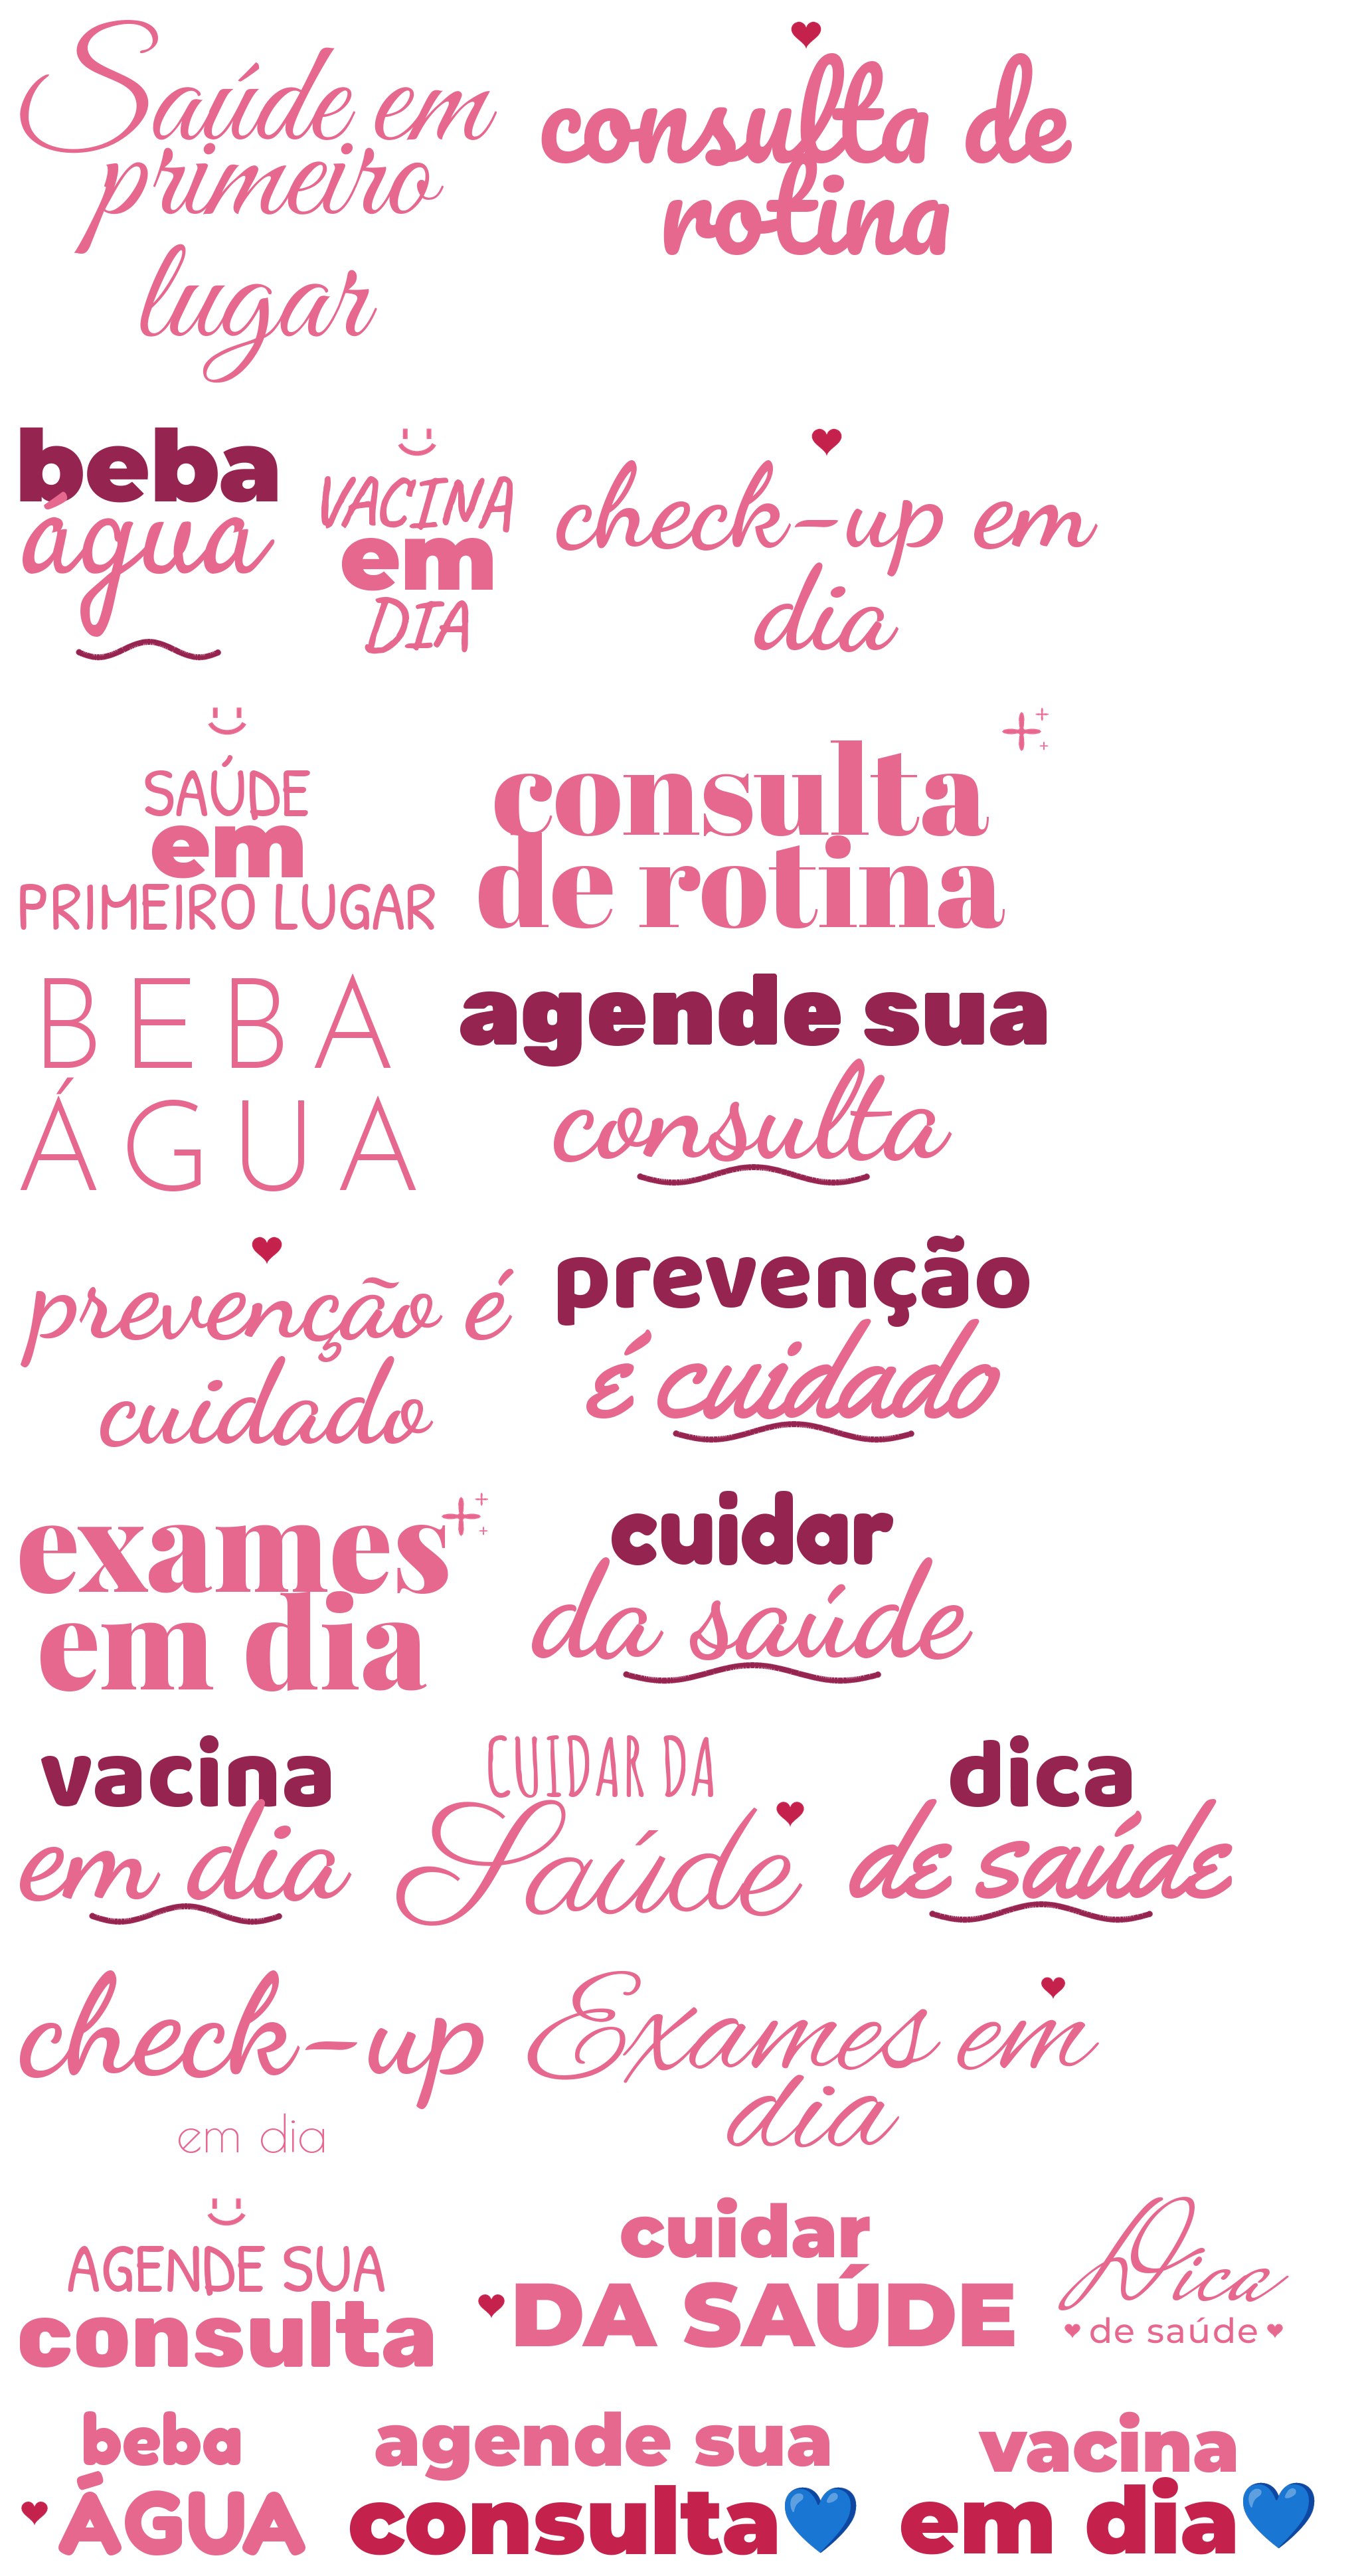 Saúde em
primeiro
lugar
consulta de
rotina
beba
água
VACINA
em
DIA
check-up em
dia
SAÚDE
em
PRIMEIRO LUGAR
consulta
de rotina
BEBA
ÁGUA
agende sua
consulta
prevenção é
cuidado
prevenção
é cuidado
exames
em dia
cuidar
da saúde
vacina
em dia
CUIDAR DA
Saúde
dica
de saúde
check-up
em dia
Exames em
dia
AGENDE SUA
consulta
cuidar
DA SAÚDE
Dica
de saúde
beba
ÁGUA
agende sua
consulta
vacina
em dia